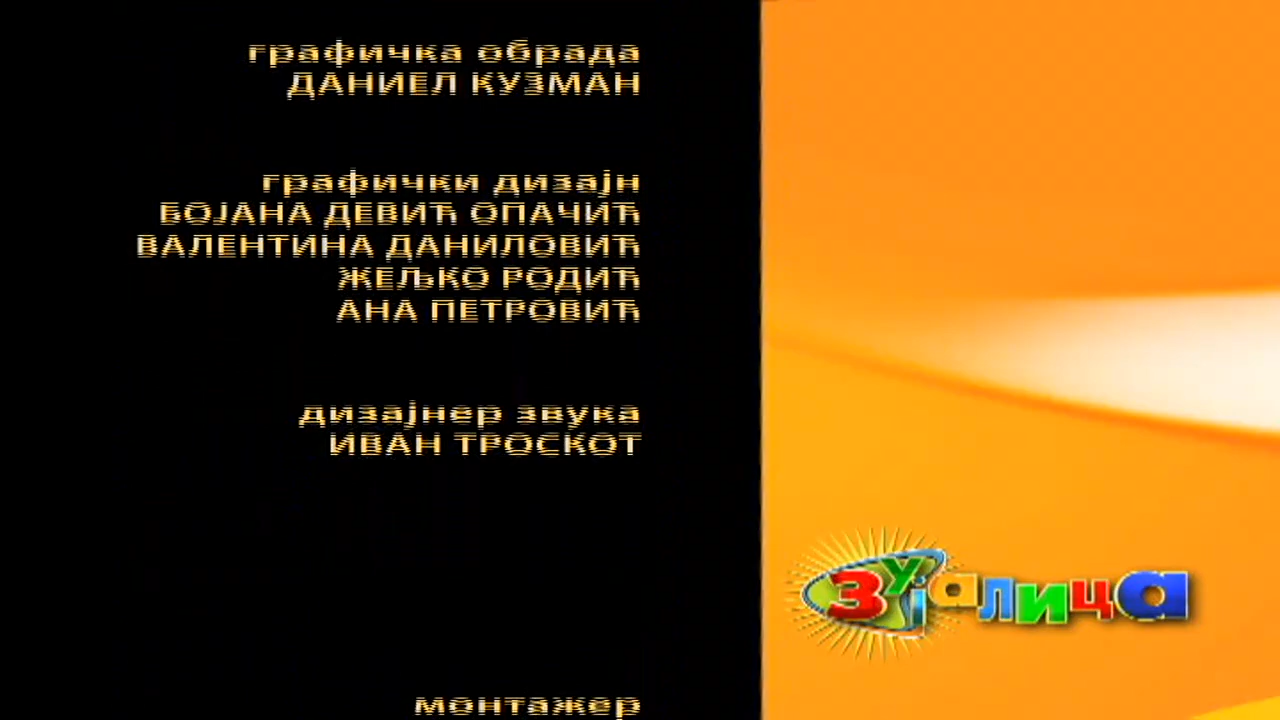 графичка обрада
ДАНИЕЛ КУЗМАН
графички дизајн
БОЈАНА ДЕВИЋ ОПАЧИЋ
ВАЛЕНТИНА ДАНИЛОВИЋ
ЖЕЉКО РОДИЋ
АНА ПЕТРОВИЋ
дизајнер звука
ИВАН ТРОСКОТ
монтажер
Зујалица